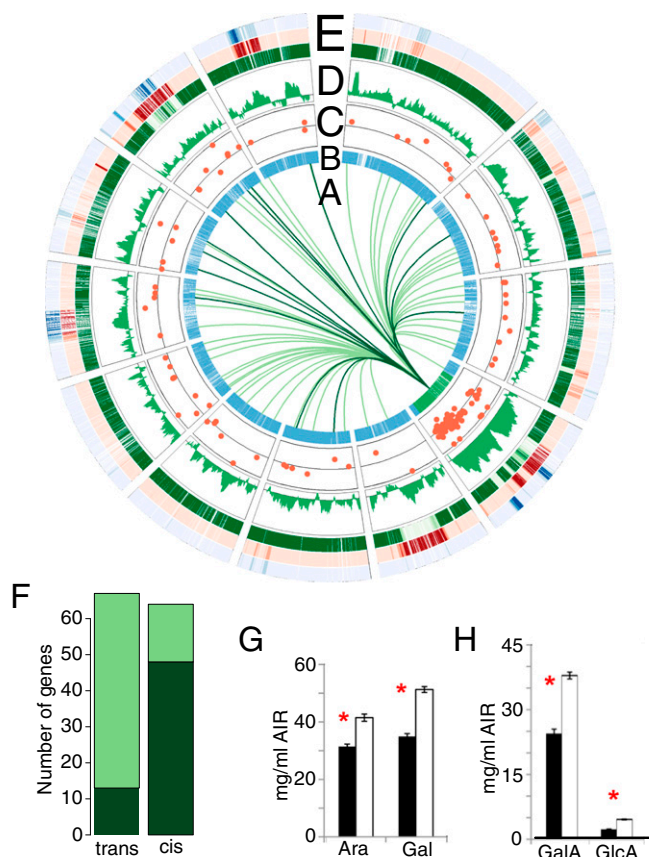 E
D
C
B
A
F
Number of genes
60
50
40
30
20
10
0
trans cis
G
mg/ml AIR
60
40
20
0
*
*
Ara Gal
H
mg/ml AIR
45
30
15
0
*
*
GalA GlcA